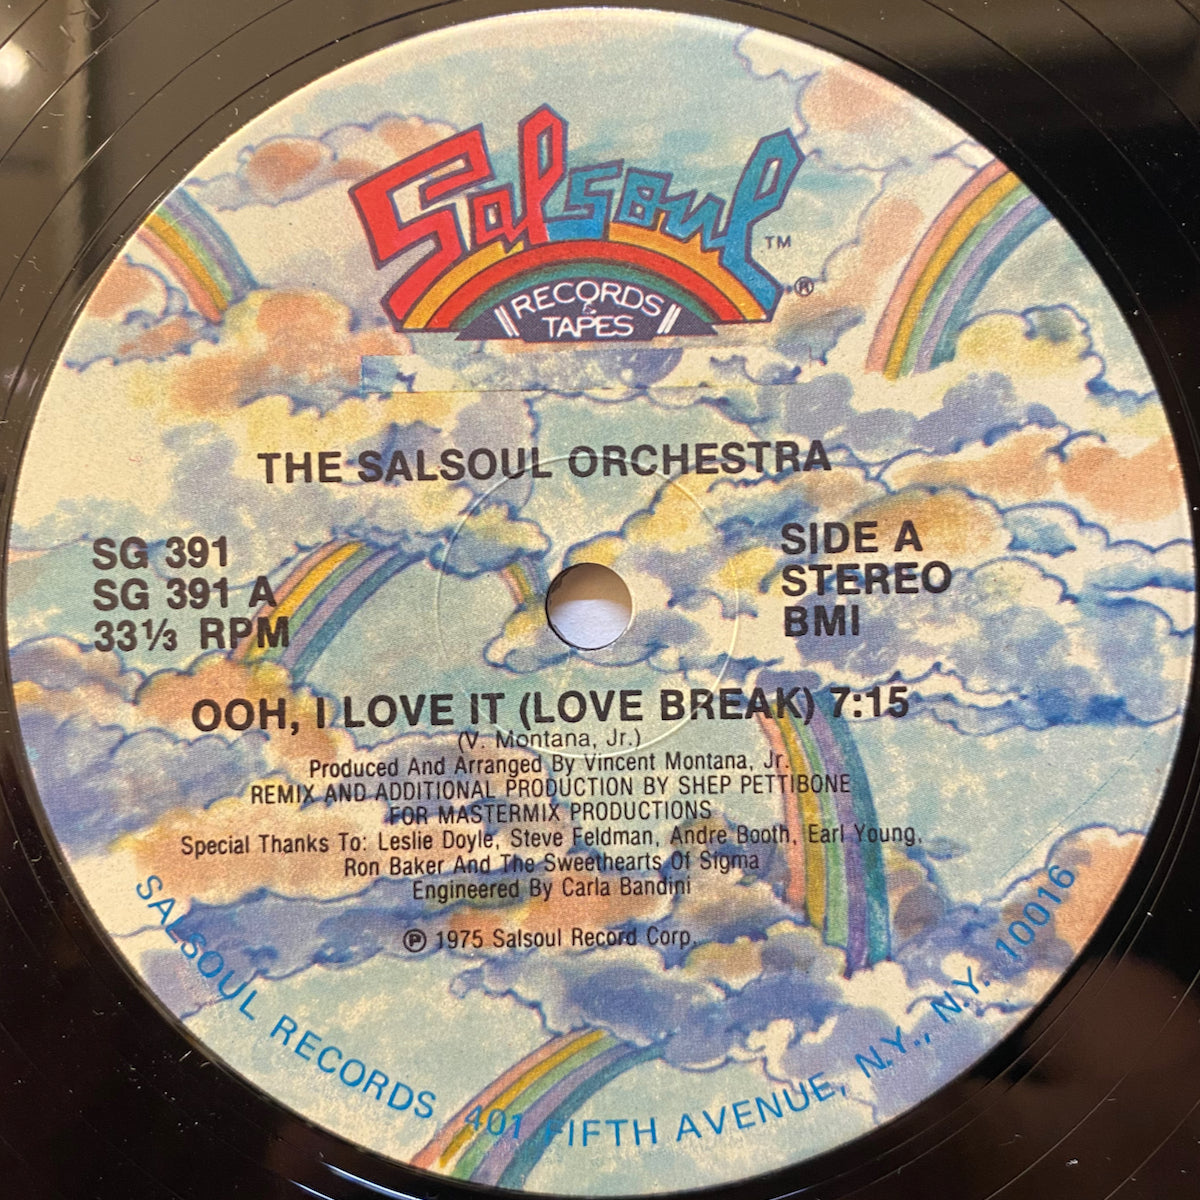 Salsoul
TM
®
RECORDS
&
TAPES
THE SALSOUL ORCHESTRA
SG 391
SG 391 A
33⅓ RPM
SIDE A
STEREO
BMI
OOH, I LOVE IT (LOVE BREAK) 7:15
(V. Montana, Jr.)
Produced And Arranged By Vincent Montana, Jr.
REMIX AND ADDITIONAL PRODUCTION BY SHEP PETTIBONE
FOR MASTERMIX PRODUCTIONS
Special Thanks To: Leslie Doyle, Steve Feldman, Andre Booth, Earl Young,
Ron Baker And The Sweethearts Of Sigma
Engineered By Carla Bandini
℗ 1975 Salsoul Record Corp.
SALSOUL RECORDS 401 FIFTH AVENUE, N.Y., N.Y. 10016